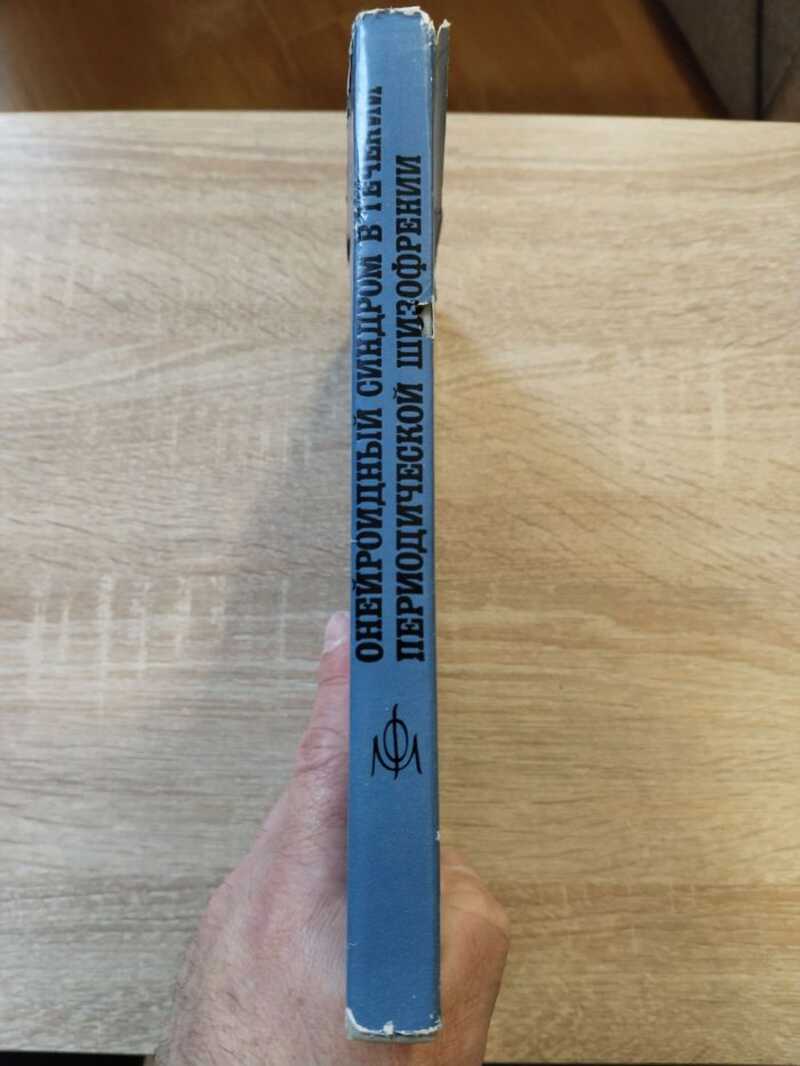 ОНЕЙРОИДНЫЙ СИНДРОМ В ТЕЧЕНИИ
ПЕРИОДИЧЕСКОЙ ШИЗОФРЕНИИ